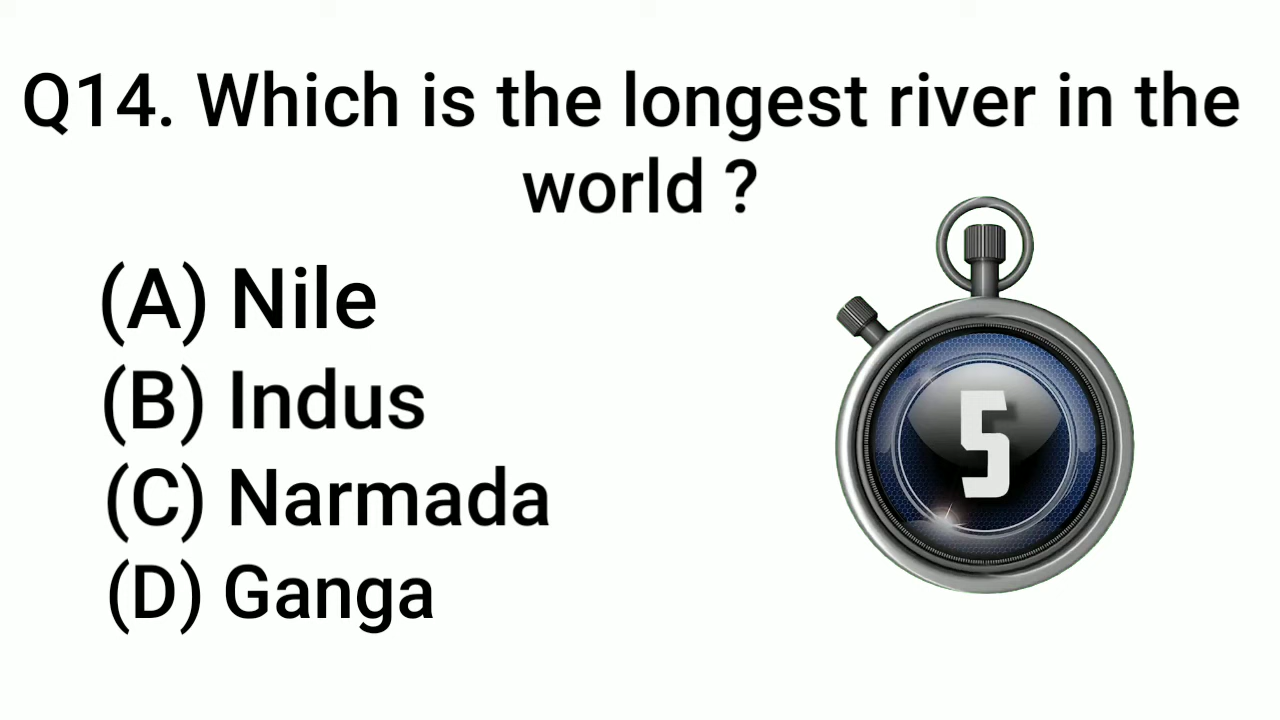 Q14. Which is the longest river in the
world ?
(A) Nile
(B) Indus
(C) Narmada
(D) Ganga
5